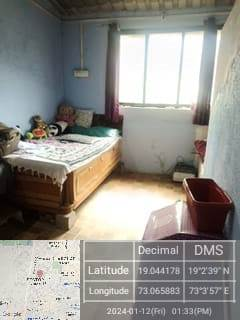 Decimal DMS
Latitude 19.044178 19°2'39" N
Longitude 73.065883 73°3'57" E
2024-01-12(Fri) 01:33(PM)